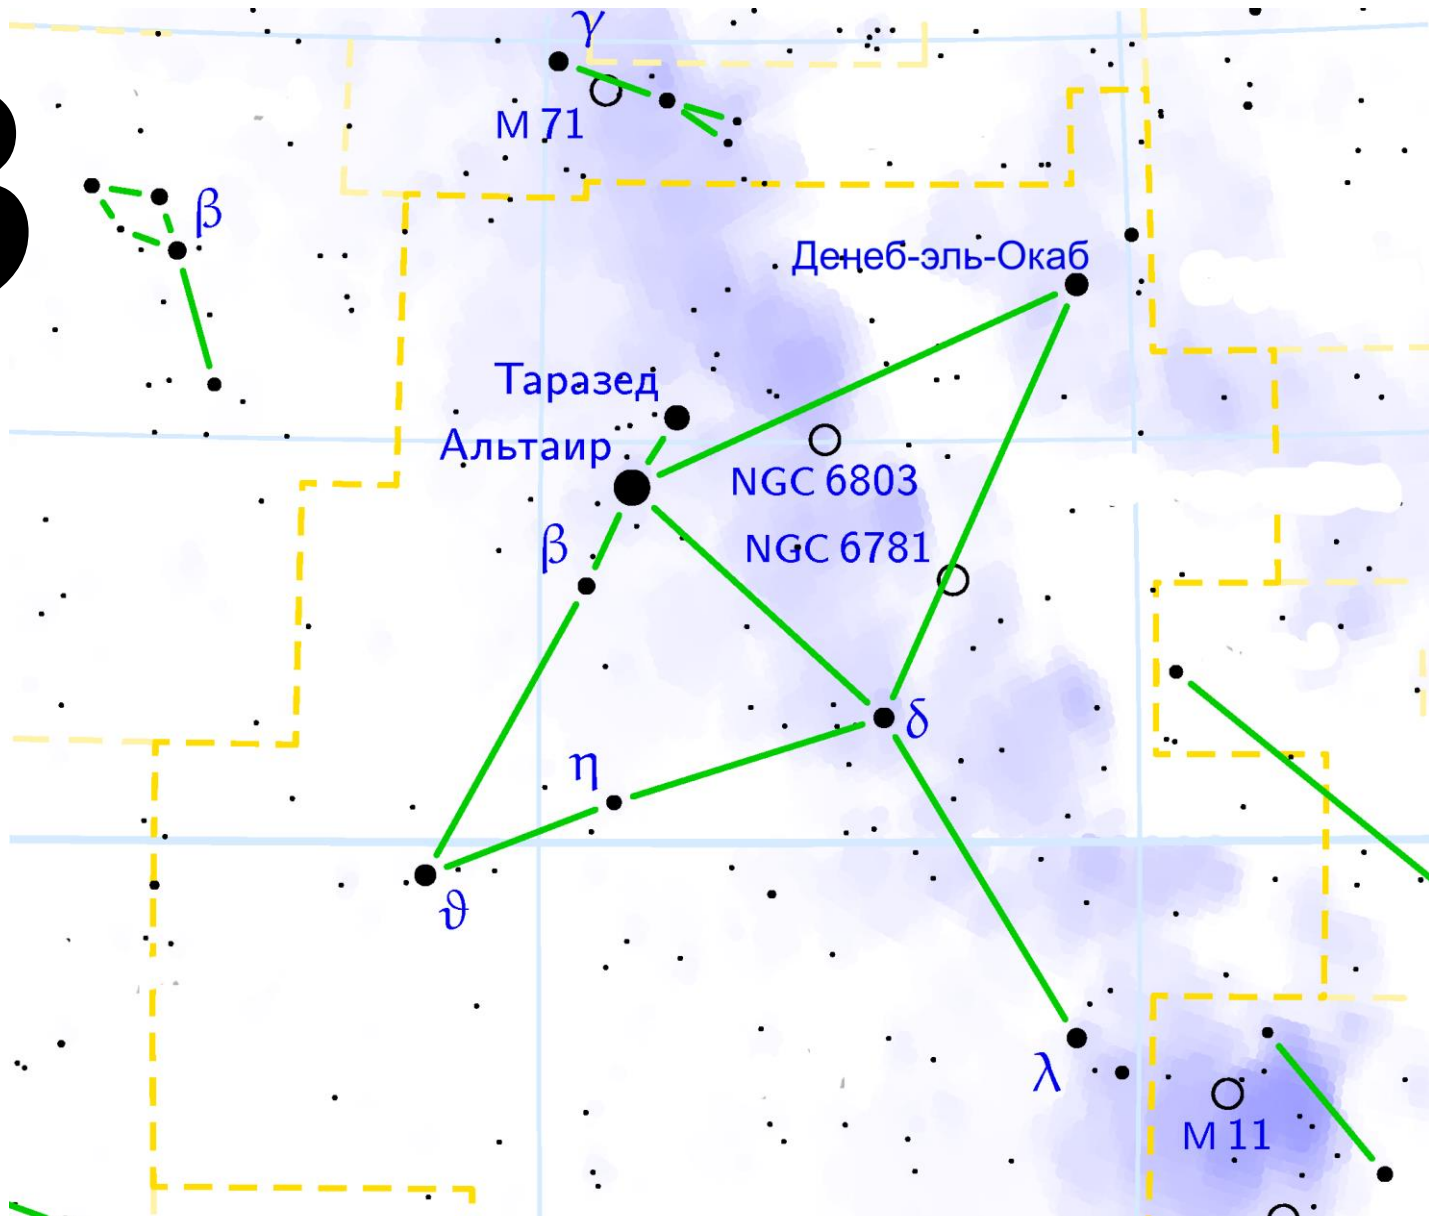 γ
M 71
β
Денеб-эль-Окаб
Таразед
Альтаир
NGC 6803
β
NGC 6781
δ
η
ϑ
λ
M 11